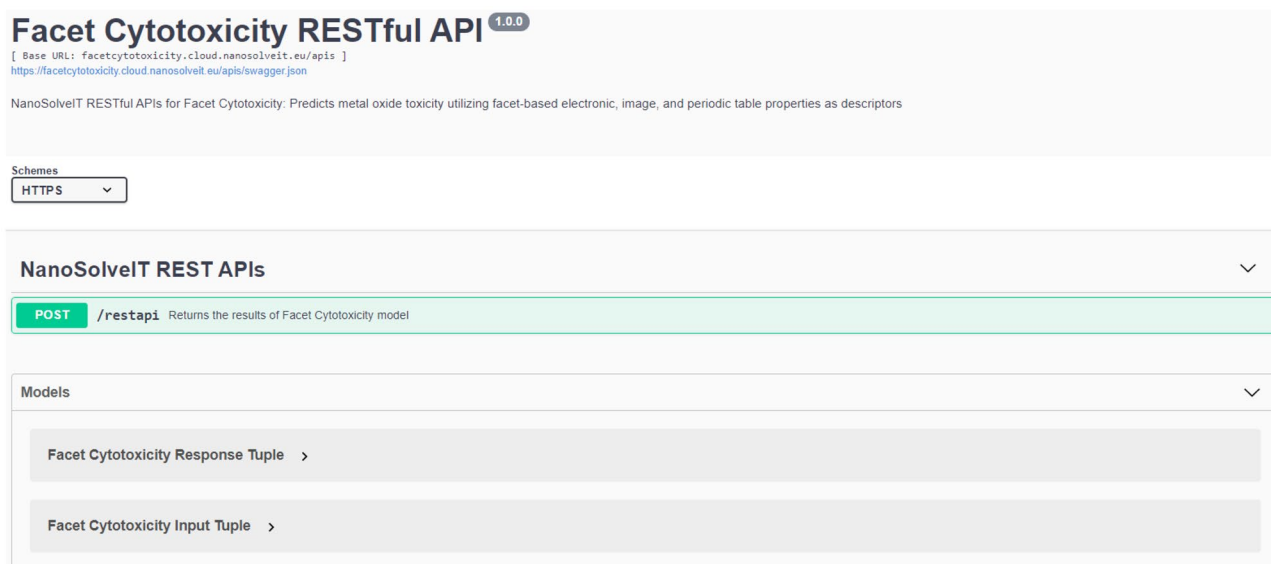 Facet Cytotoxicity RESTful API 1.0.0
[ Base URL: facetcytotoxicity.cloud.nanosolveit.eu/apis ]
https://facetcytotoxicity.cloud.nanosolveit.eu/apis/swagger.json
NanoSolveIT RESTful APIs for Facet Cytotoxicity: Predicts metal oxide toxicity utilizing facet-based electronic, image, and periodic table properties as descriptors
Schemes
HTTPS
NanoSolveIT REST APIs
POST /restapi Returns the results of Facet Cytotoxicity model
Models
Facet Cytotoxicity Response Tuple
Facet Cytotoxicity Input Tuple